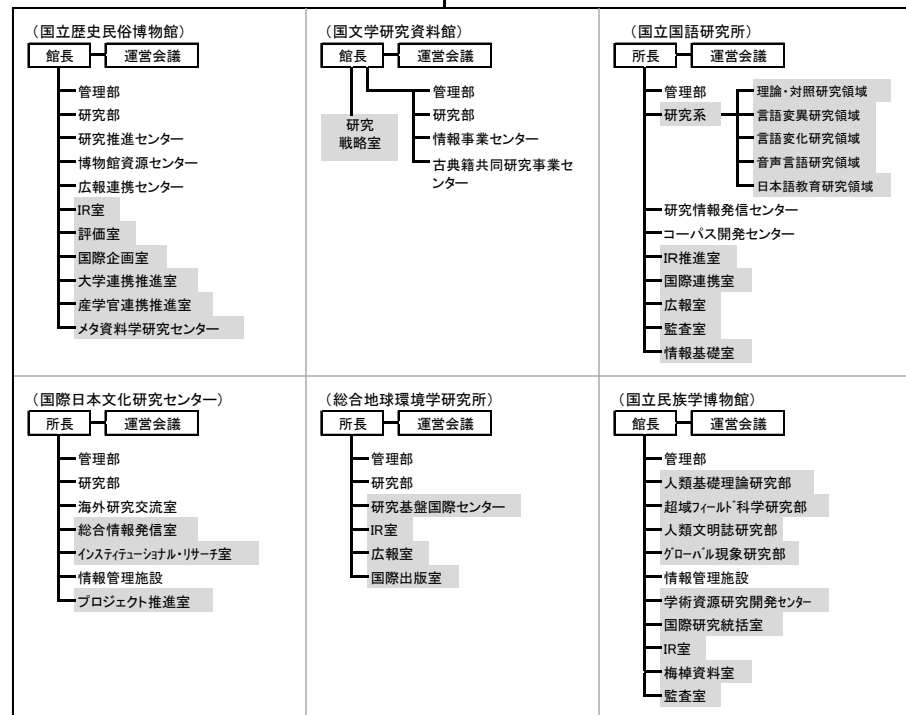 （国立歴史民俗博物館）
館長
運営会議
管理部
研究部
研究推進センター
博物館資源センター
広報連携センター
IR室
評価室
国際企画室
大学連携推進室
産学官連携推進室
メタ資料学研究センター
（国文学研究資料館）
館長
運営会議
研究
戦略室
管理部
研究部
情報事業センター
古典籍共同研究事業セ
ンター
（国立国語研究所）
所長
運営会議
管理部
研究系
理論・対照研究領域
言語変異研究領域
言語変化研究領域
音声言語研究領域
日本語教育研究領域
研究情報発信センター
コーパス開発センター
IR推進室
国際連携室
広報室
監査室
情報基礎室
（国際日本文化研究センター）
所長
運営会議
管理部
研究部
海外研究交流室
総合情報発信室
インスティテューショナル・リサーチ室
情報管理施設
プロジェクト推進室
（総合地球環境学研究所）
所長
運営会議
管理部
研究部
研究基盤国際センター
IR室
広報室
国際出版室
（国立民族学博物館）
館長
運営会議
管理部
人類基礎理論研究部
超域フィールド科学研究部
人類文明誌研究部
グローバル現象研究部
情報管理施設
学術資源研究開発センター
国際研究統括室
IR室
梅棹資料室
監査室